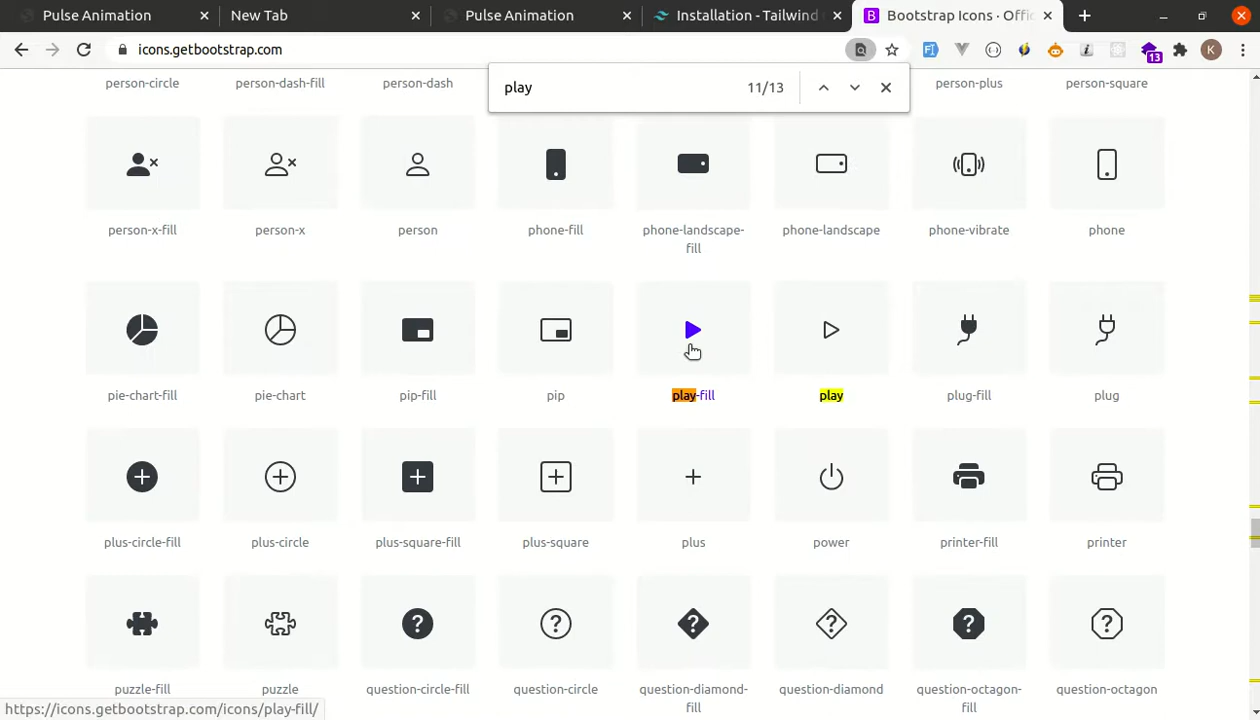 Pulse Animation
New Tab
Pulse Animation
Installation - Tailwind
Bootstrap Icons · Offic
icons.getbootstrap.com
K
13
play
11/13
person-circle
person-dash-fill
person-dash
person-plus
person-square
person-x-fill
person-x
person
phone-fill
phone-landscape-
fill
phone-landscape
phone-vibrate
phone
pie-chart-fill
pie-chart
pip-fill
pip
play-fill
play
plug-fill
plug
plus-circle-fill
plus-circle
plus-square-fill
plus-square
plus
power
printer-fill
printer
puzzle-fill
puzzle
question-circle-fill
question-circle
question-diamond-
fill
question-diamond
question-octagon-
fill
question-octagon
https://icons.getbootstrap.com/icons/play-fill/